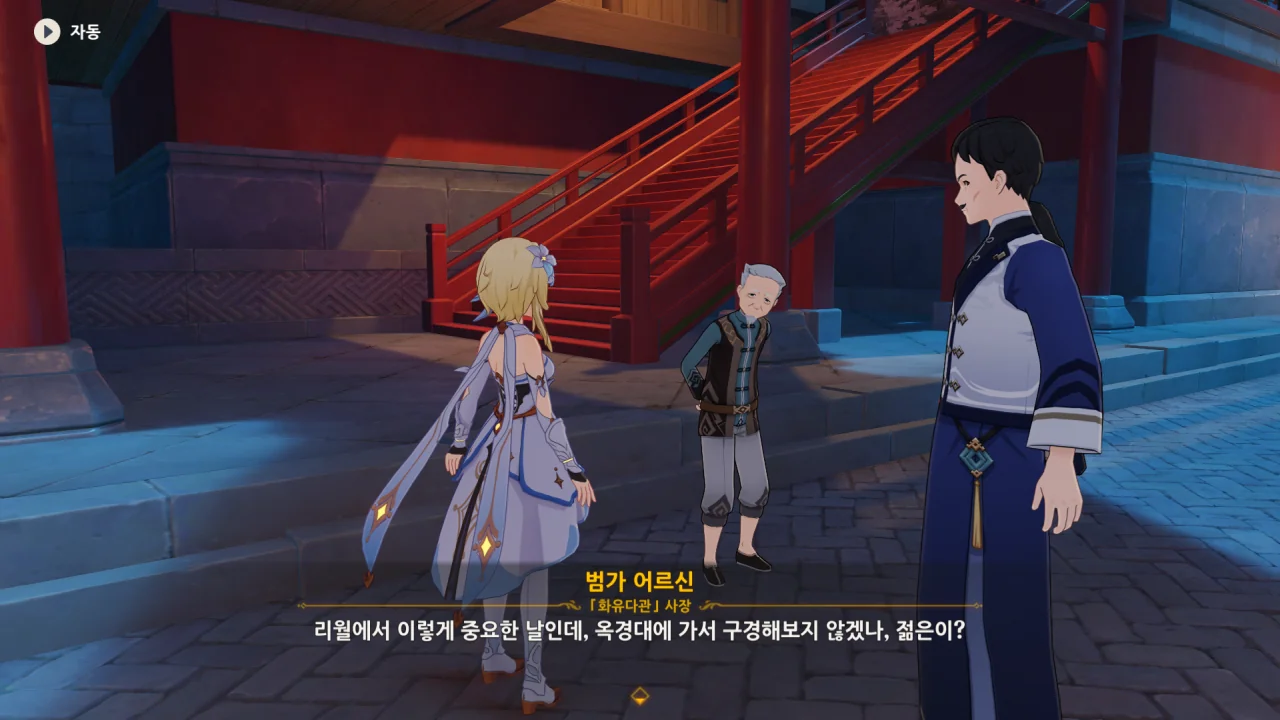 자동
범가 어르신
「화유다관」 사장
리월에서 이렇게 중요한 날인데, 옥경대에 가서 구경해보지 않겠나, 젊은이?